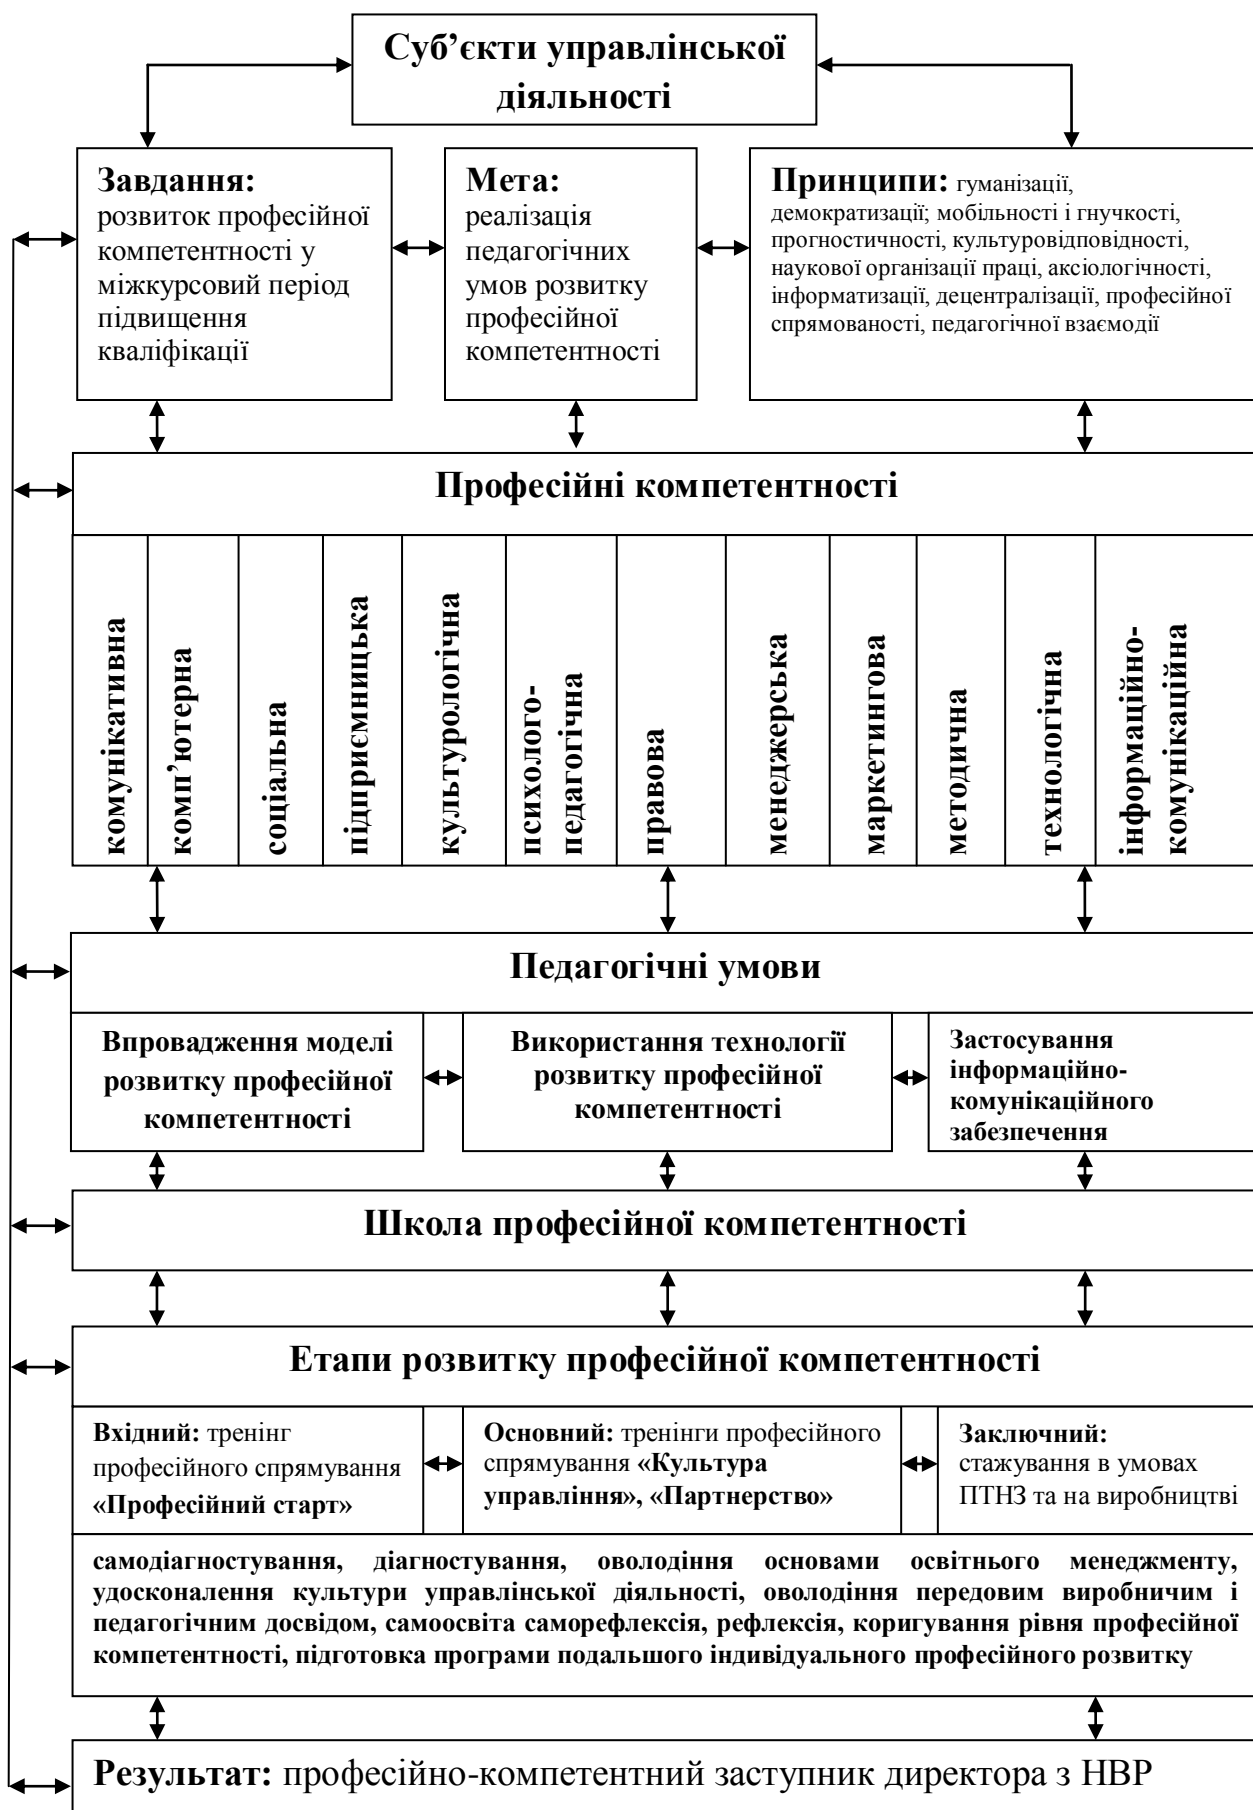 Суб’єкти управлінської
діяльності
Завдання:
розвиток професійної
компетентності у
міжкурсовий період
підвищення
кваліфікації
Мета:
реалізація
педагогічних
умов розвитку
професійної
компетентності
Принципи: гуманізації,
демократизації; мобільності і гнучкості,
прогностичності, культуровідповідності,
наукової організації праці, аксіологічності,
інформатизації, децентралізації, професійної
спрямованості, педагогічної взаємодії
Професійні компетентності
комунікативна
комп’ютерна
соціальна
підприємницька
культурологічна
психолого-
педагогічна
правова
менеджерська
маркетингова
методична
технологічна
інформаційно-
комунікаційна
Педагогічні умови
Впровадження моделі
розвитку професійної
компетентності
Використання технології
розвитку професійної
компетентності
Застосування
інформаційно-
комунікаційного
забезпечення
Школа професійної компетентності
Етапи розвитку професійної компетентності
Вхідний: тренінг
професійного спрямування
«Професійний старт»
Основний: тренінги професійного
спрямування «Культура
управління», «Партнерство»
Заключний:
стажування в умовах
ПТНЗ та на виробництві
самодіагностування, діагностування, оволодіння основами освітнього менеджменту,
удосконалення культури управлінської діяльності, оволодіння передовим виробничим і
педагогічним досвідом, самоосвіта саморефлексія, рефлексія, коригування рівня професійної
компетентності, підготовка програми подальшого індивідуального професійного розвитку
Результат: професійно-компетентний заступник директора з НВР